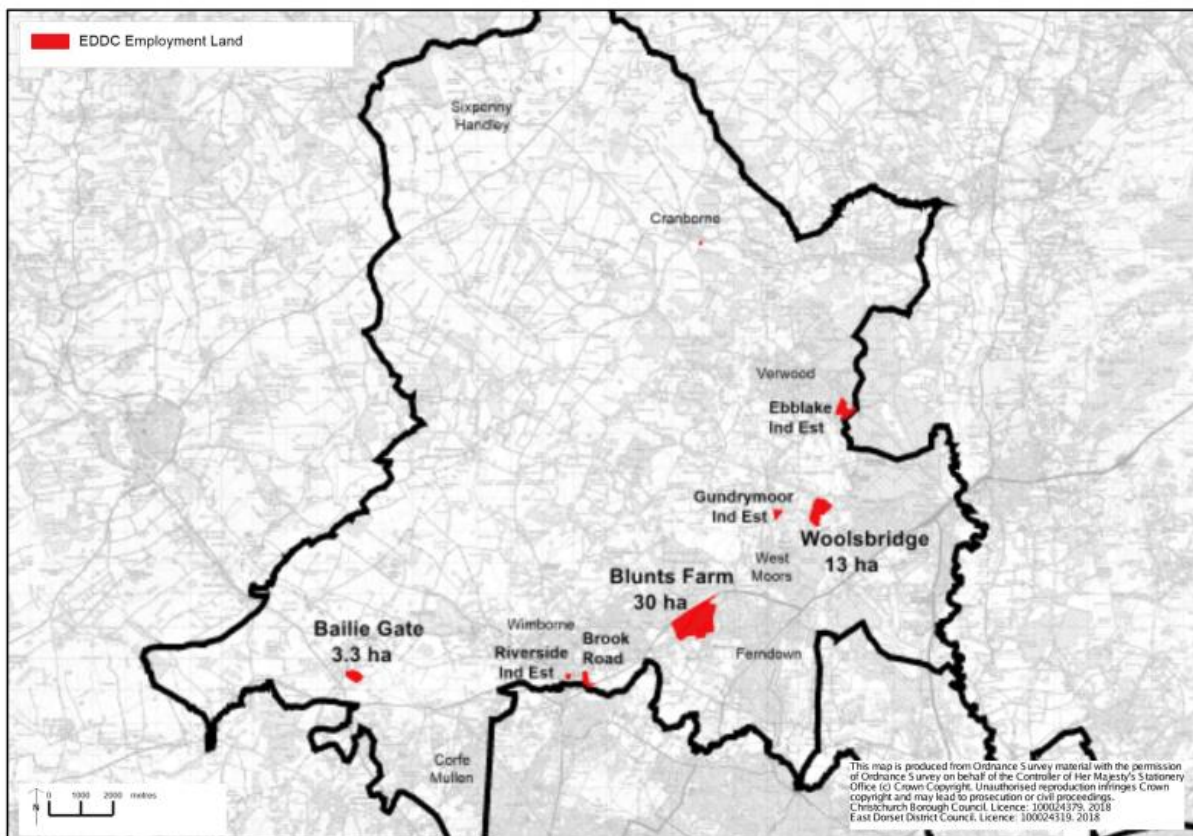 EDDC Employment Land
Sixpenny
Handley
Cranborne
Verwood
Ebblake
Ind Est
Gundrymoor
Ind Est
Woolsbridge
13 ha
West
Moors
Blunts Farm
30 ha
Bailie Gate
3.3 ha
Wimborne
Riverside
Ind Est
Brook
Road
Ferndown
Corfe
Mullen
N
0 1000 2000 metres
This map is produced from Ordnance Survey material with the permission
of Ordnance Survey on behalf of the Controller of Her Majesty's Stationery
Office (c) Crown Copyright. Unauthorised reproduction infringes Crown
copyright and may lead to prosecution or civil proceedings.
Christchurch Borough Council. Licence: 100024379. 2018
East Dorset District Council. Licence: 100024319. 2018